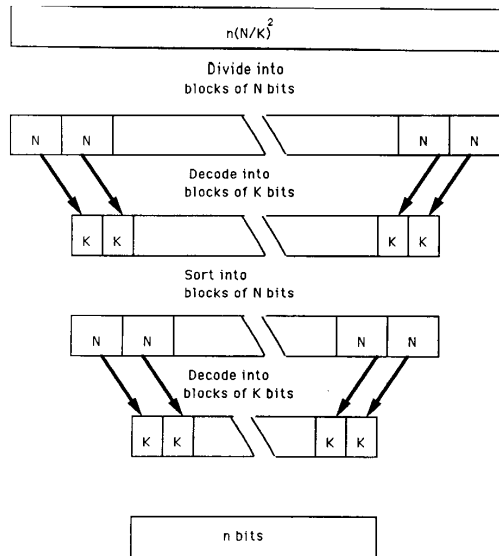 n(N/K)²
Divide into
blocks of N bits
N N N N
Decode into
blocks of K bits
K K K K
Sort into
blocks of N bits
N N N N
Decode into
blocks of K bits
K K K K
n bits